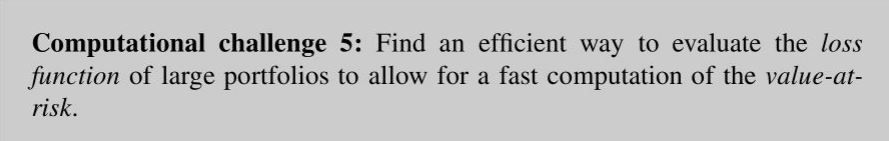 Computational challenge 5: Find an efficient way to evaluate the loss
function of large portfolios to allow for a fast computation of the value-at-
risk.